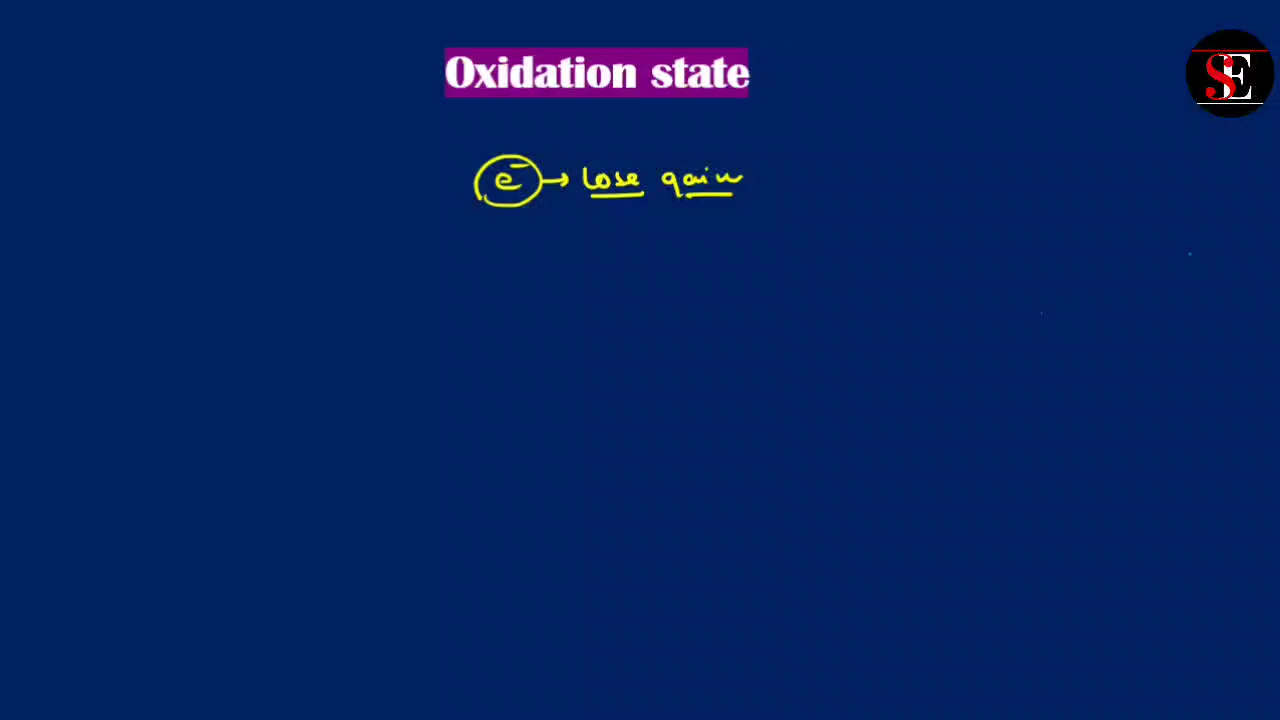 Oxidation state
SE
e⁻ → lose gain